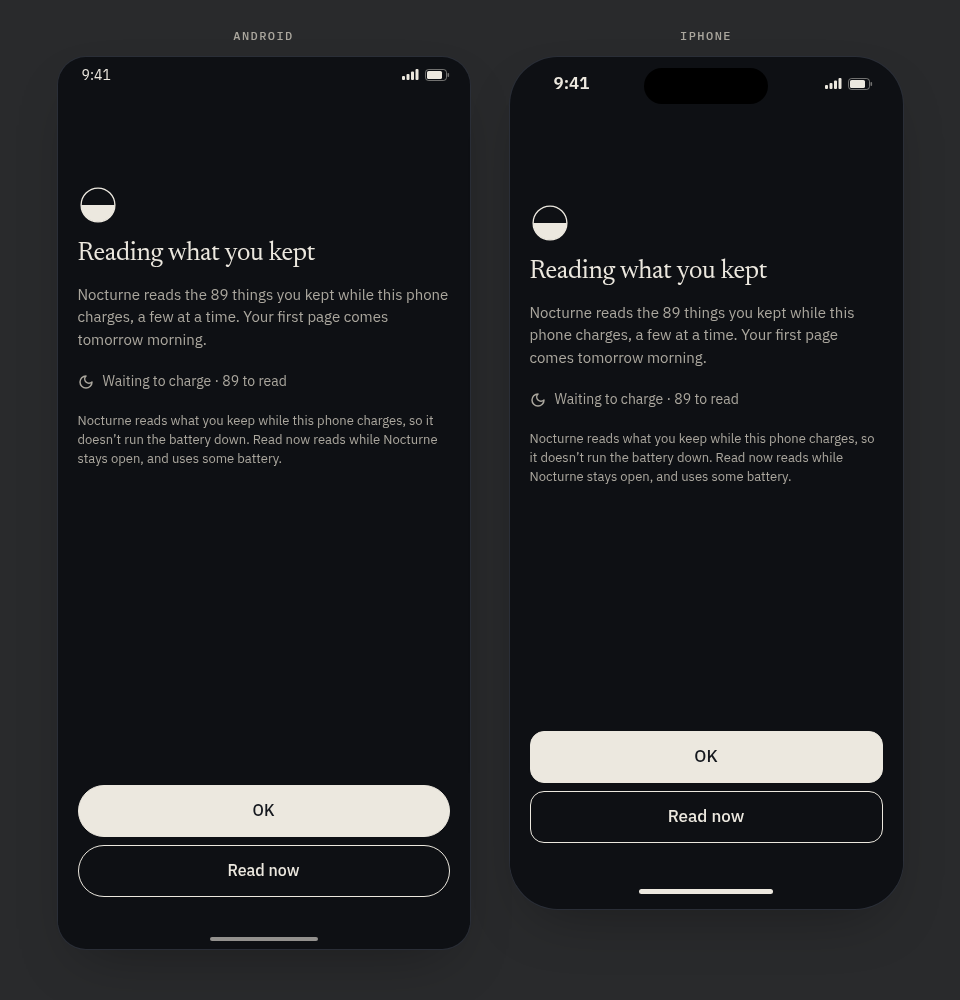 ANDROID
9:41
Reading what you kept
Nocturne reads the 89 things you kept while this phone
charges, a few at a time. Your first page comes
tomorrow morning.
Waiting to charge · 89 to read
Nocturne reads what you keep while this phone charges, so it
doesn’t run the battery down. Read now reads while Nocturne
stays open, and uses some battery.
OK
Read now
IPHONE
9:41
Reading what you kept
Nocturne reads the 89 things you kept while this
phone charges, a few at a time. Your first page
comes tomorrow morning.
Waiting to charge · 89 to read
Nocturne reads what you keep while this phone charges, so
it doesn’t run the battery down. Read now reads while
Nocturne stays open, and uses some battery.
OK
Read now